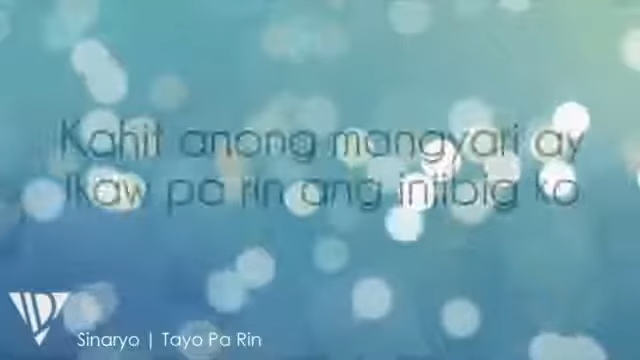 Kahit anong mangyari ay
Ikaw pa rin ang iniibig ko
Sinaryo | Tayo Pa Rin